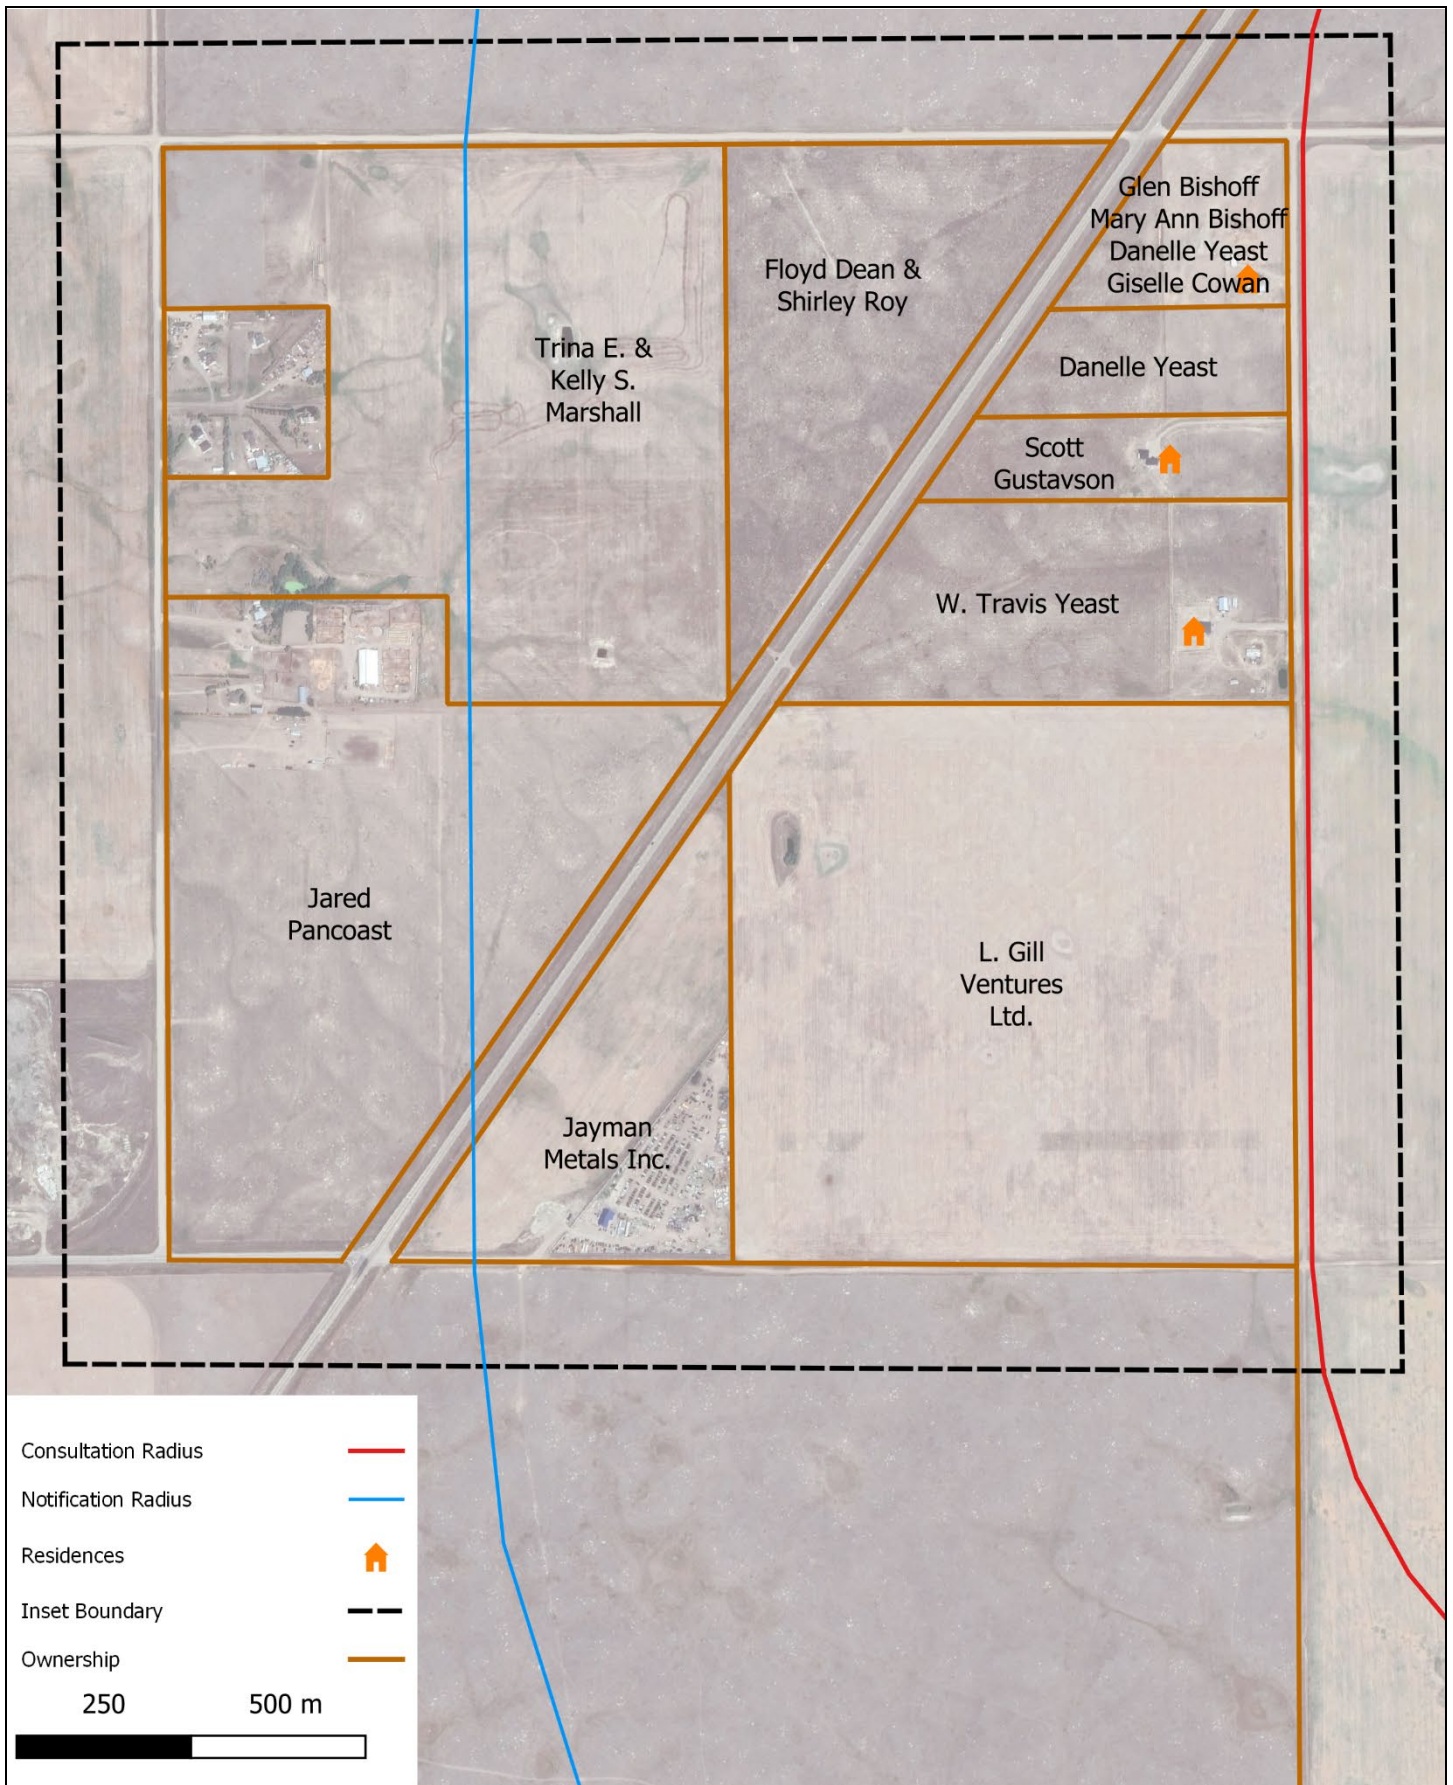 Glen Bishoff
Mary Ann Bishoff
Danelle Yeast
Giselle Cowan
Floyd Dean &
Shirley Roy
Trina E. &
Kelly S.
Marshall
Danelle Yeast
Scott
Gustavson
W. Travis Yeast
Jared
Pancoast
L. Gill
Ventures
Ltd.
Jayman
Metals Inc.
Consultation Radius
Notification Radius
Residences
Inset Boundary
Ownership
250 500 m